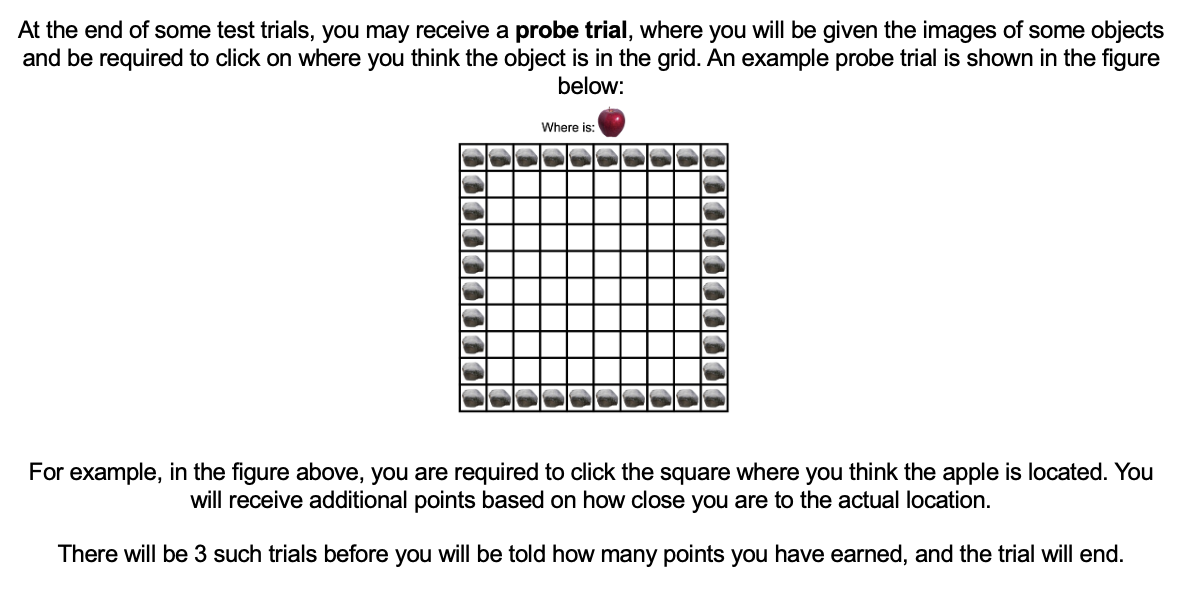 At the end of some test trials, you may receive a probe trial, where you will be given the images of some objects
and be required to click on where you think the object is in the grid. An example probe trial is shown in the figure
below:
Where is:
For example, in the figure above, you are required to click the square where you think the apple is located. You
will receive additional points based on how close you are to the actual location.
There will be 3 such trials before you will be told how many points you have earned, and the trial will end.